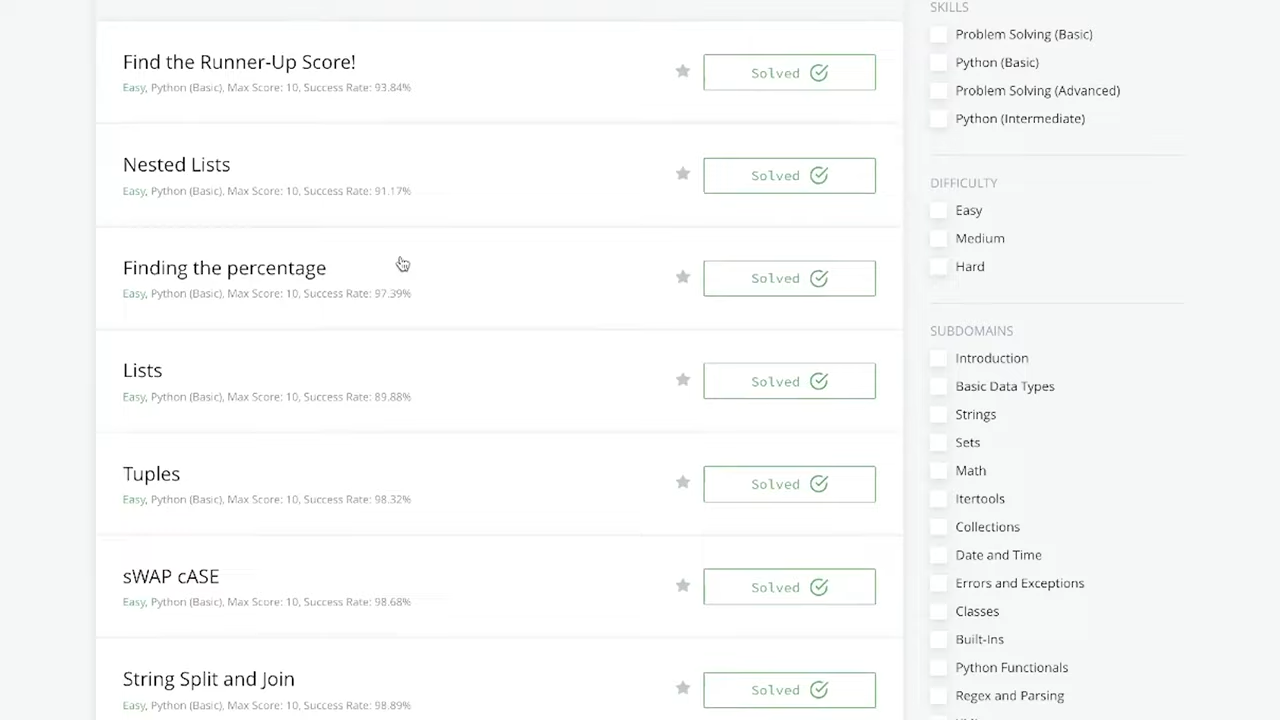 Find the Runner-Up Score!
Easy, Python (Basic), Max Score: 10, Success Rate: 93.84%
Solved
Nested Lists
Easy, Python (Basic), Max Score: 10, Success Rate: 91.17%
Solved
Finding the percentage
Easy, Python (Basic), Max Score: 10, Success Rate: 97.39%
Solved
Lists
Easy, Python (Basic), Max Score: 10, Success Rate: 89.88%
Solved
Tuples
Easy, Python (Basic), Max Score: 10, Success Rate: 98.32%
Solved
sWAP cASE
Easy, Python (Basic), Max Score: 10, Success Rate: 98.68%
Solved
String Split and Join
Easy, Python (Basic), Max Score: 10, Success Rate: 98.89%
Solved
SKILLS
Problem Solving (Basic)
Python (Basic)
Problem Solving (Advanced)
Python (Intermediate)
DIFFICULTY
Easy
Medium
Hard
SUBDOMAINS
Introduction
Basic Data Types
Strings
Sets
Math
Itertools
Collections
Date and Time
Errors and Exceptions
Classes
Built-Ins
Python Functionals
Regex and Parsing